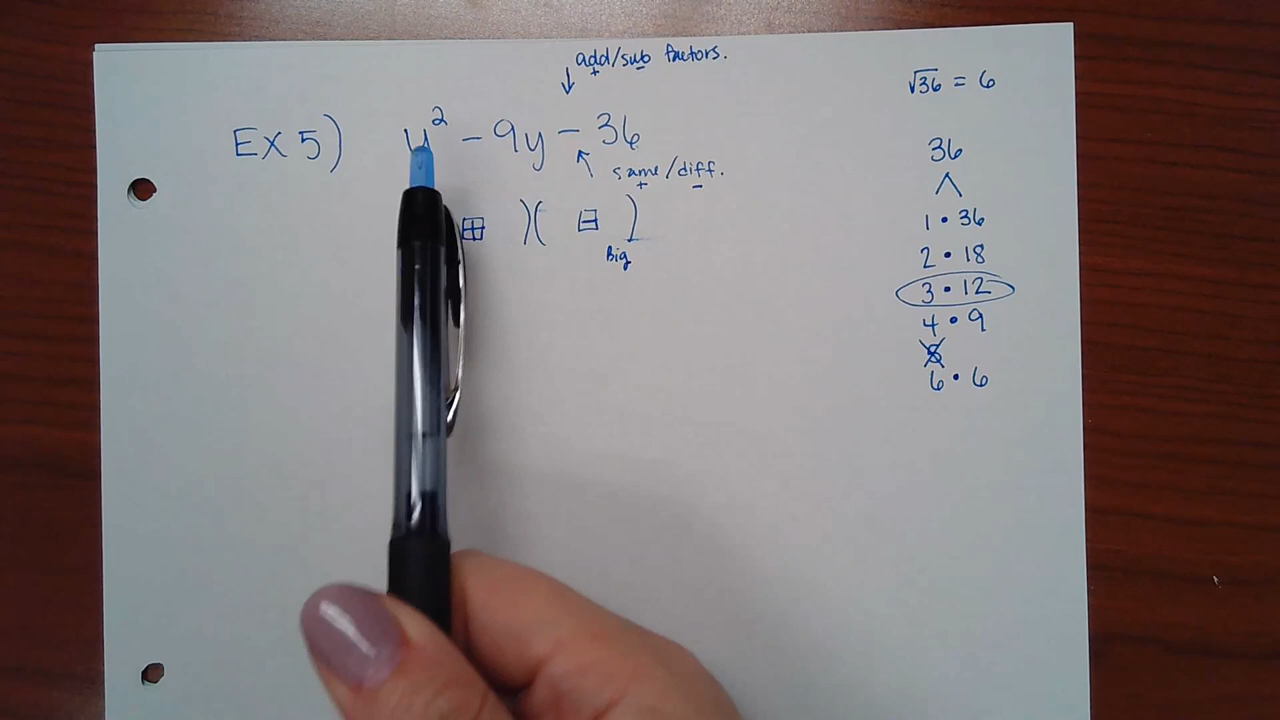 add/sub factors.
+ -
↓
EX 5) y² - 9y - 36
same/diff.
+ -
+ )( - )
Big
√36 = 6
36
1 • 36
2 • 18
3 • 12
4 • 9
6 • 6